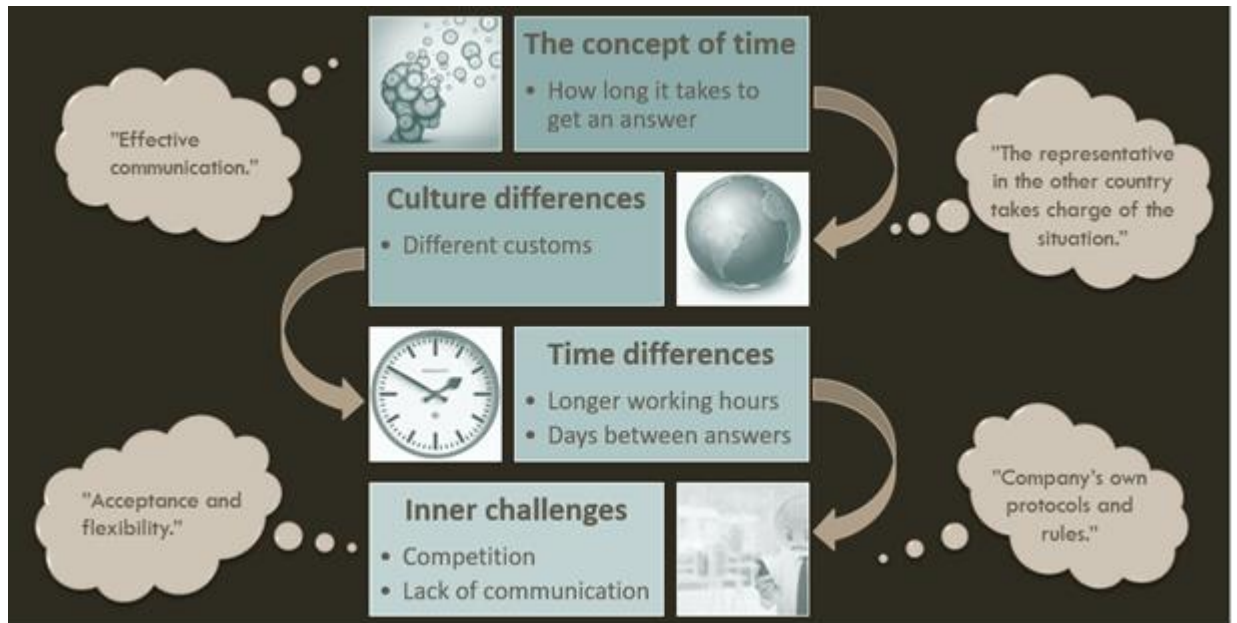 The concept of time
• How long it takes to
get an answer
"Effective
communication."
"The representative
in the other country
takes charge of the
situation."
Culture differences
• Different customs
Time differences
• Longer working hours
• Days between answers
Inner challenges
• Competition
• Lack of communication
"Acceptance and
flexibility."
"Company's own
protocols and
rules."